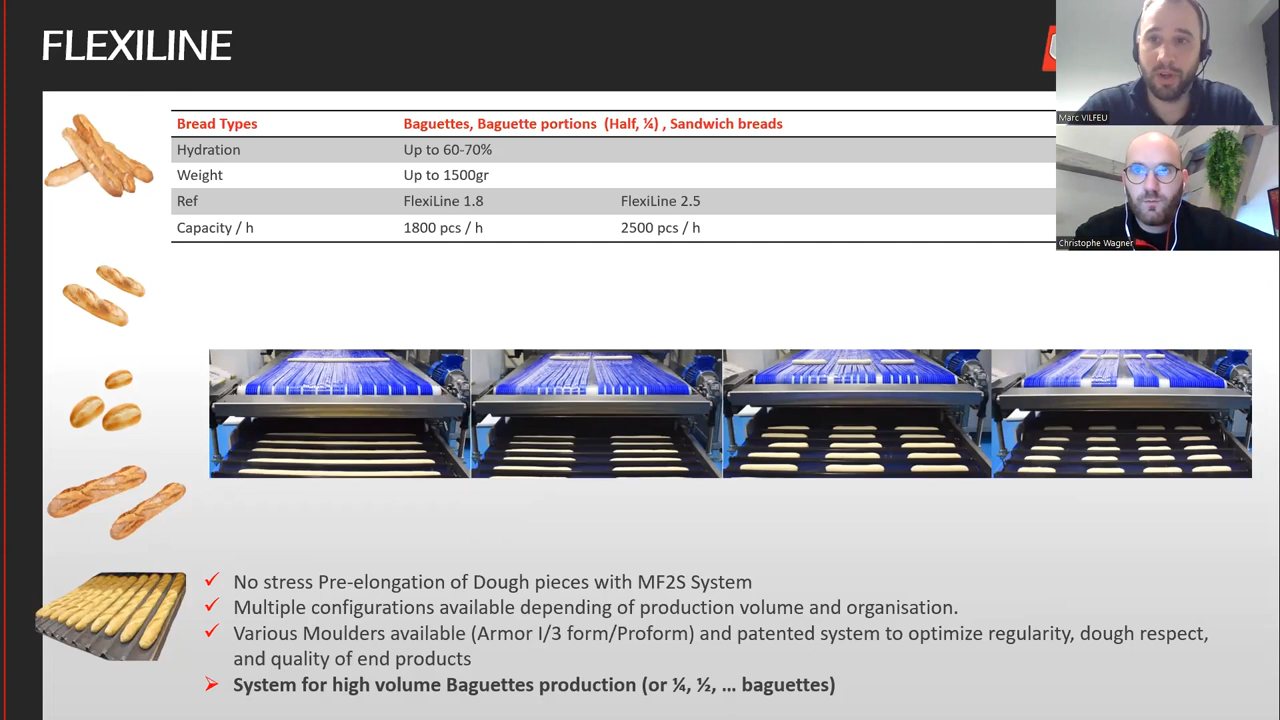 FLEXILINE
Bread Types Baguettes, Baguette portions (Half, ¼) , Sandwich breads
Hydration Up to 60-70%
Weight Up to 1500gr
Ref FlexiLine 1.8 FlexiLine 2.5
Capacity / h 1800 pcs / h 2500 pcs / h
Marc VILFEU
Christophe Wagner
No stress Pre-elongation of Dough pieces with MF2S System
Multiple configurations available depending of production volume and organisation.
Various Moulders available (Armor I/3 form/Proform) and patented system to optimize regularity, dough respect,
and quality of end products
System for high volume Baguettes production (or ¼, ½, … baguettes)